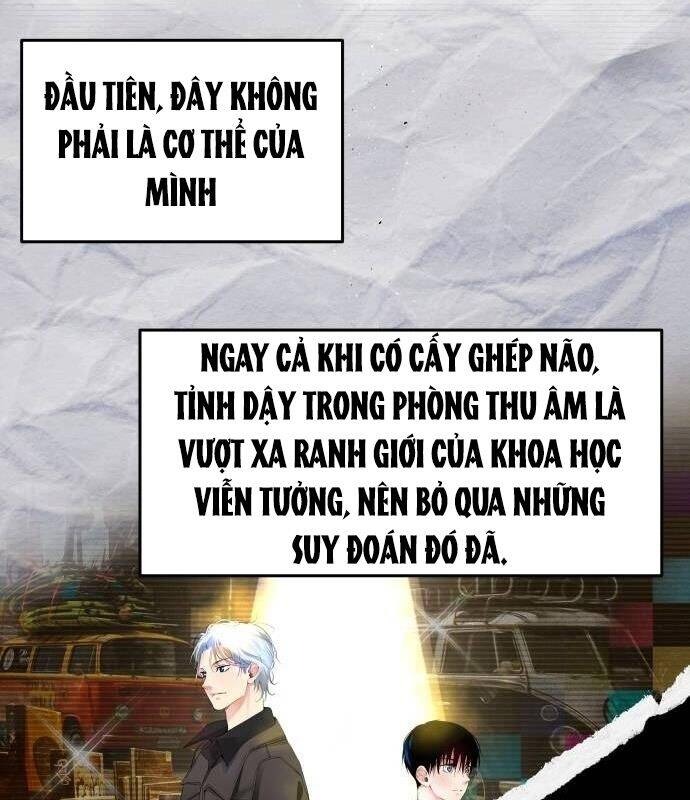 ĐẦU TIÊN, ĐÂY KHÔNG
PHẢI LÀ CƠ THỂ CỦA
MÌNH
NGAY CẢ KHI CÓ CẤY GHÉP NÃO,
TỈNH DẬY TRONG PHÒNG THU ÂM LÀ
VƯỢT XA RANH GIỚI CỦA KHOA HỌC
VIỄN TƯỞNG, NÊN BỎ QUA NHỮNG
SUY ĐOÁN ĐÓ ĐÃ.